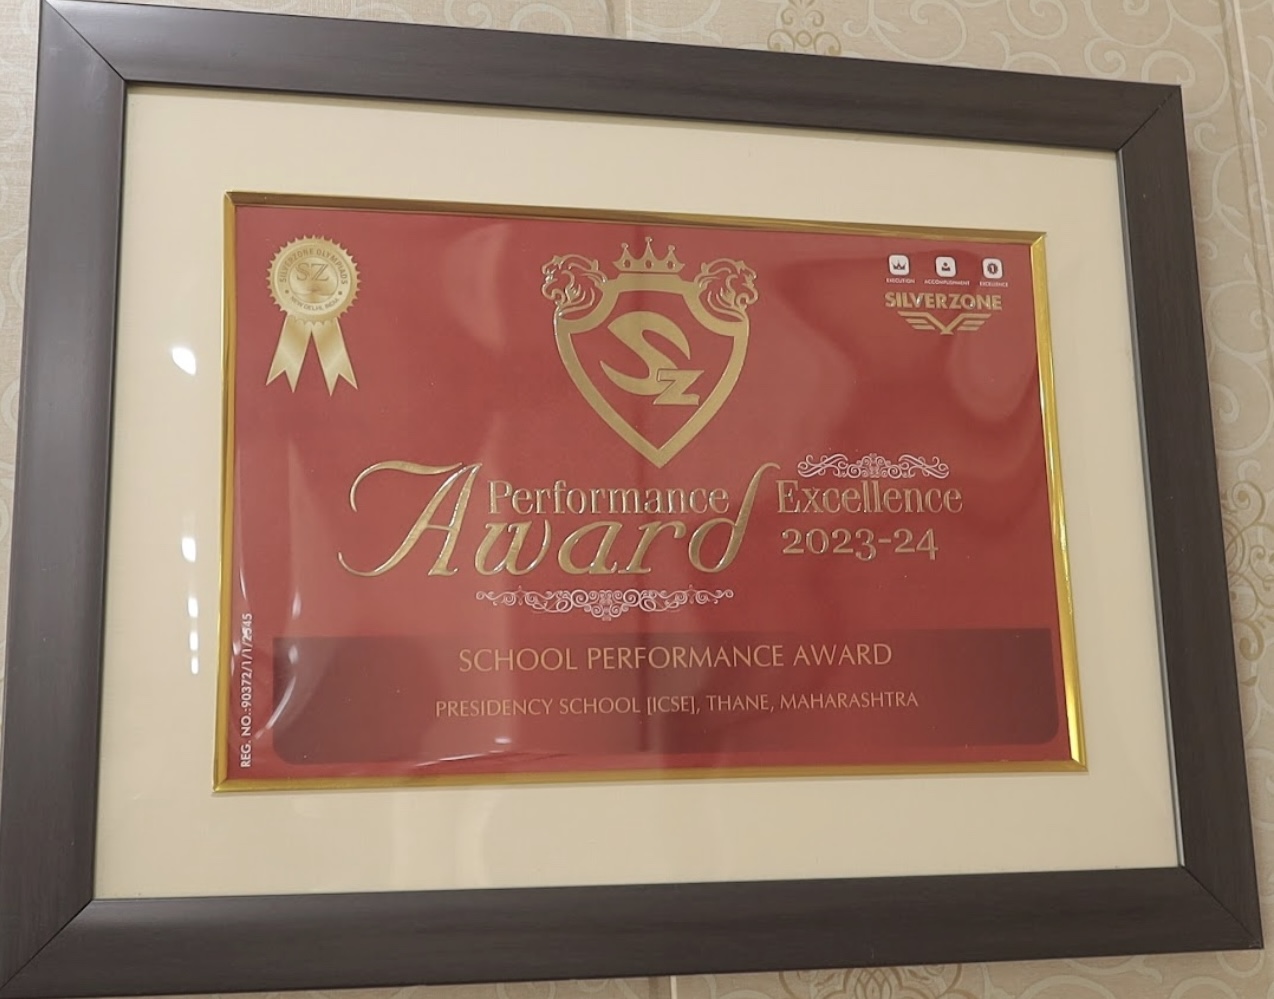 SILVERZONE OLYMPIADS
SZ
NEW DELHI, INDIA
SZ
EXECUTION ACCOMPLISHMENT EXCELLENCE
SILVERZONE
Performance Excellence
Award 2023-24
SCHOOL PERFORMANCE AWARD
PRESIDENCY SCHOOL [ICSE], THANE, MAHARASHTRA
REG. NO.:90372/1/1/2545